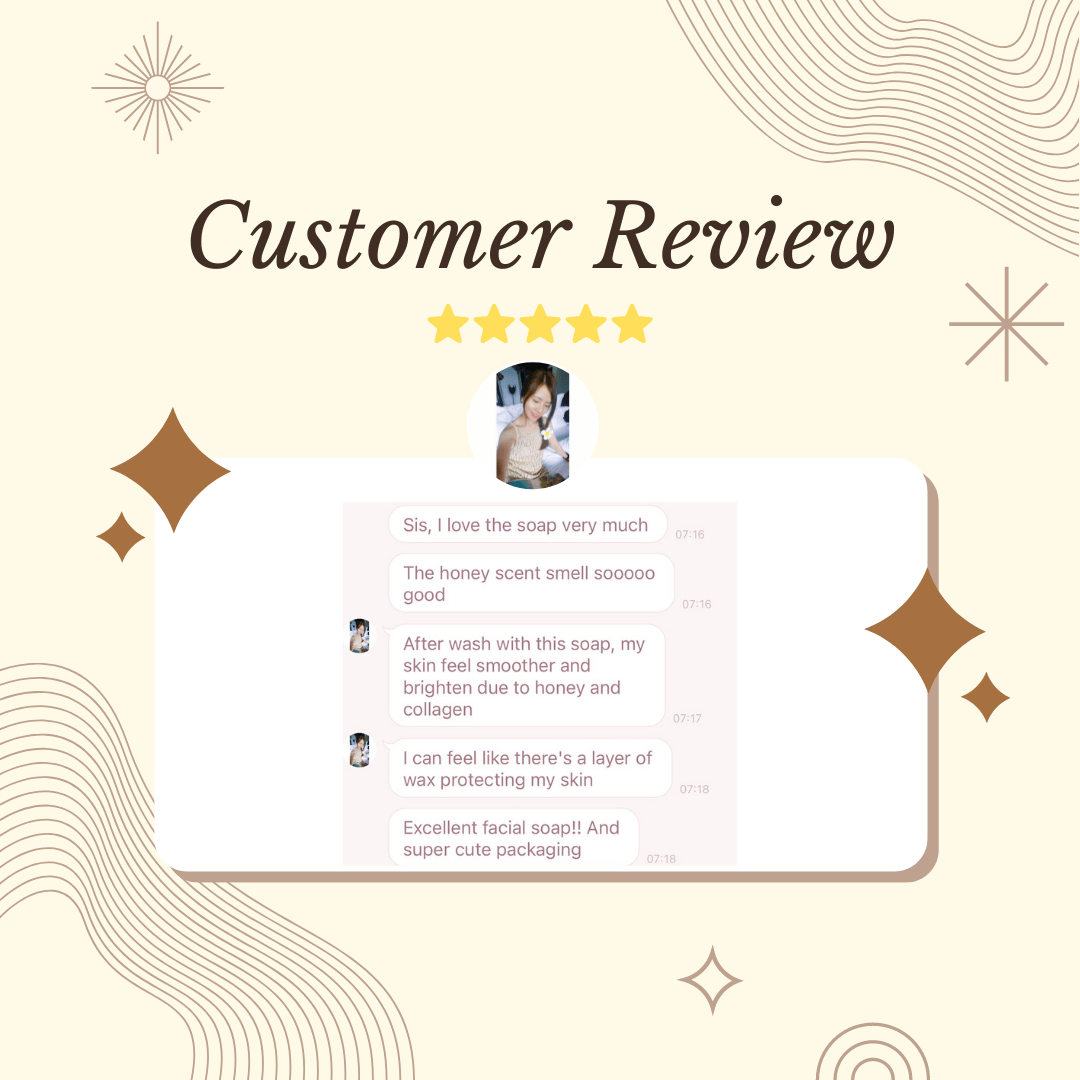 Customer Review
Sis, I love the soap very much
07:16
The honey scent smell sooooo
good
07:16
After wash with this soap, my
skin feel smoother and
brighten due to honey and
collagen
07:17
I can feel like there's a layer of
wax protecting my skin
07:18
Excellent facial soap!! And
super cute packaging
07:18